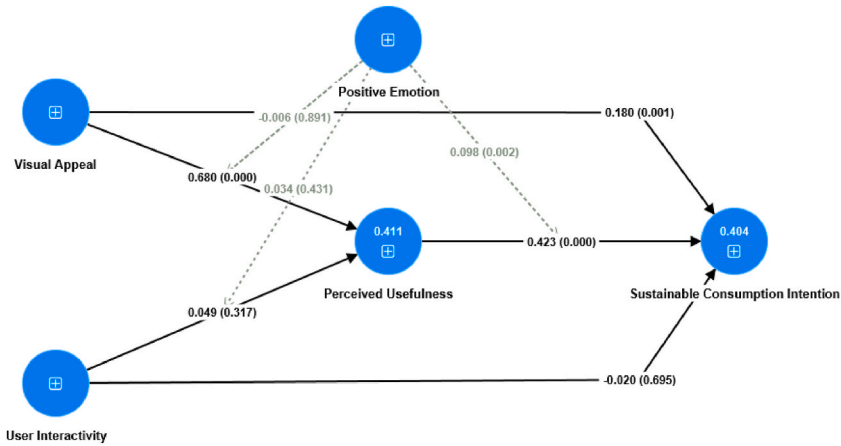 Positive Emotion
-0.006 (0.891)
0.180 (0.001)
Visual Appeal
0.098 (0.002)
0.680 (0.000)
0.034 (0.431)
0.411
0.423 (0.000)
0.404
Perceived Usefulness
Sustainable Consumption Intention
0.049 (0.317)
-0.020 (0.695)
User Interactivity